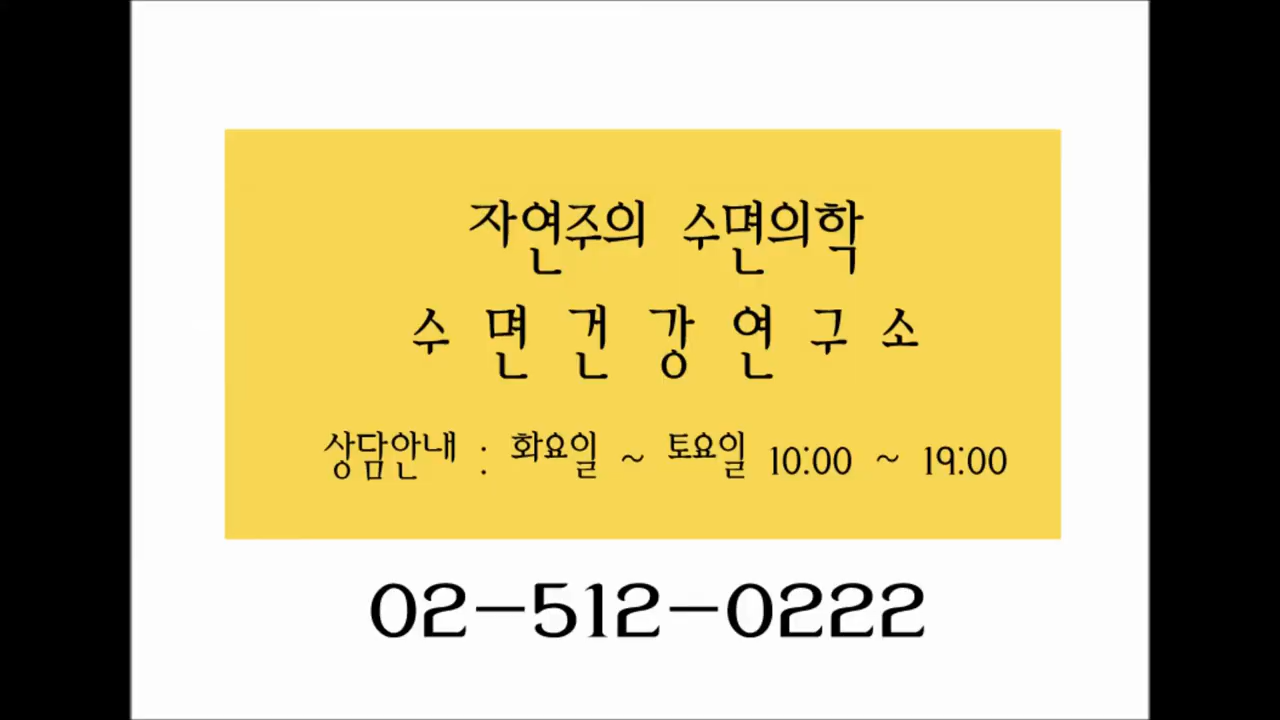 자연주의 수면의학
수 면 건 강 연 구 소
상담안내 : 화요일 ~ 토요일 10:00 ~ 19:00
02-512-0222